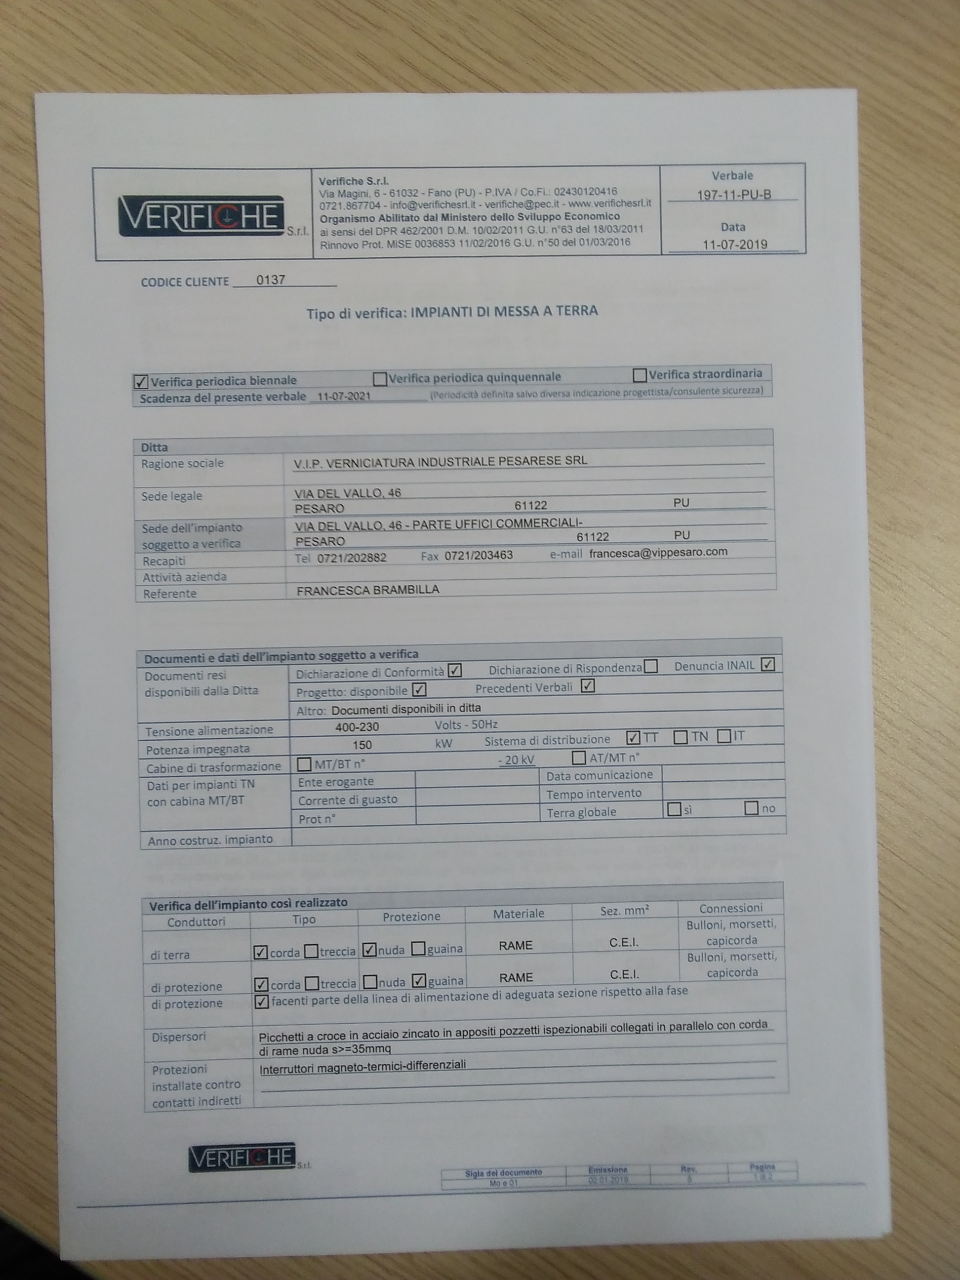 VERIFICHE S.r.l.
Verifiche S.r.l.
Via Magini, 6 - 61032 - Fano (PU) - P.IVA / Co.Fi.: 02430120416
0721.867704 - info@verifichesrl.it - verifiche@pec.it - www.verifichesrl.it
Organismo Abilitato dal Ministero dello Sviluppo Economico
ai sensi del DPR 462/2001 D.M. 10/02/2011 G.U. n°63 del 18/03/2011
Rinnovo Prot. MiSE 0036853 11/02/2016 G.U. n°50 del 01/03/2016
Verbale
197-11-PU-B
Data
11-07-2019
CODICE CLIENTE 0137
Tipo di verifica: IMPIANTI DI MESSA A TERRA
☑ Verifica periodica biennale ☐ Verifica periodica quinquennale ☐ Verifica straordinaria
Scadenza del presente verbale 11-07-2021 (Periodicità definita salvo diversa indicazione progettista/consulente sicurezza)
Ditta
Ragione sociale V.I.P. VERNICIATURA INDUSTRIALE PESARESE SRL
Sede legale VIA DEL VALLO, 46
PESARO 61122 PU
Sede dell'impianto VIA DEL VALLO, 46 - PARTE UFFICI COMMERCIALI-
soggetto a verifica PESARO 61122 PU
Recapiti Tel 0721/202882 Fax 0721/203463 e-mail francesca@vippesaro.com
Attività azienda
Referente FRANCESCA BRAMBILLA
Documenti e dati dell'impianto soggetto a verifica
Documenti resi Dichiarazione di Conformità ☑ Dichiarazione di Rispondenza ☐ Denuncia INAIL ☑
disponibili dalla Ditta Progetto: disponibile ☑ Precedenti Verbali ☑
Altro: Documenti disponibili in ditta
Tensione alimentazione 400-230 Volts - 50Hz
Potenza impegnata 150 kW Sistema di distribuzione ☑ TT ☐ TN ☐ IT
Cabine di trasformazione ☐ MT/BT n° - 20 kV ☐ AT/MT n°
Dati per impianti TN Ente erogante Data comunicazione
con cabina MT/BT Corrente di guasto Tempo intervento
Prot n° Terra globale ☐ sì ☐ no
Anno costruz. impianto
Verifica dell'impianto così realizzato
Conduttori Tipo Protezione Materiale Sez. mm² Connessioni
di terra ☑ corda ☐ treccia ☑ nuda ☐ guaina RAME C.E.I. Bulloni, morsetti,
capicorda
di protezione ☑ corda ☐ treccia ☐ nuda ☑ guaina RAME C.E.I. Bulloni, morsetti,
capicorda
di protezione ☑ facenti parte della linea di alimentazione di adeguata sezione rispetto alla fase
Dispersori Picchetti a croce in acciaio zincato in appositi pozzetti ispezionabili collegati in parallelo con corda
di rame nuda s>=35mmq
Protezioni Interruttori magneto-termici-differenziali
installate contro
contatti indiretti
VERIFICHE S.r.l.
Sigla del documento Emissione Rev. Pagina
Mo e 01